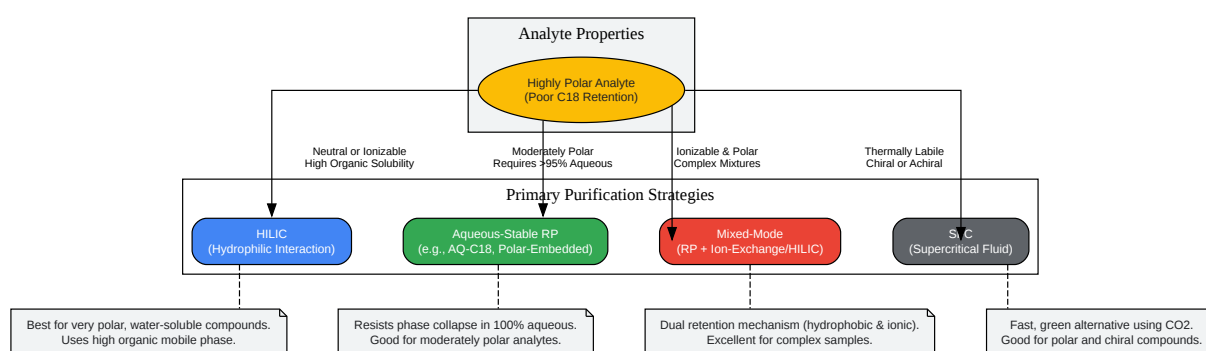 Analyte Properties
Highly Polar Analyte
(Poor C18 Retention)
Neutral or Ionizable
High Organic Solubility
Moderately Polar
Requires >95% Aqueous
Ionizable & Polar
Complex Mixtures
Thermally Labile
Chiral or Achiral
Primary Purification Strategies
HILIC
(Hydrophilic Interaction)
Aqueous-Stable RP
(e.g., AQ-C18, Polar-Embedded)
Mixed-Mode
(RP + Ion-Exchange/HILIC)
SFC
(Supercritical Fluid)
Best for very polar, water-soluble compounds.
Uses high organic mobile phase.
Resists phase collapse in 100% aqueous.
Good for moderately polar analytes.
Dual retention mechanism (hydrophobic & ionic).
Excellent for complex samples.
Fast, green alternative using CO2.
Good for polar and chiral compounds.